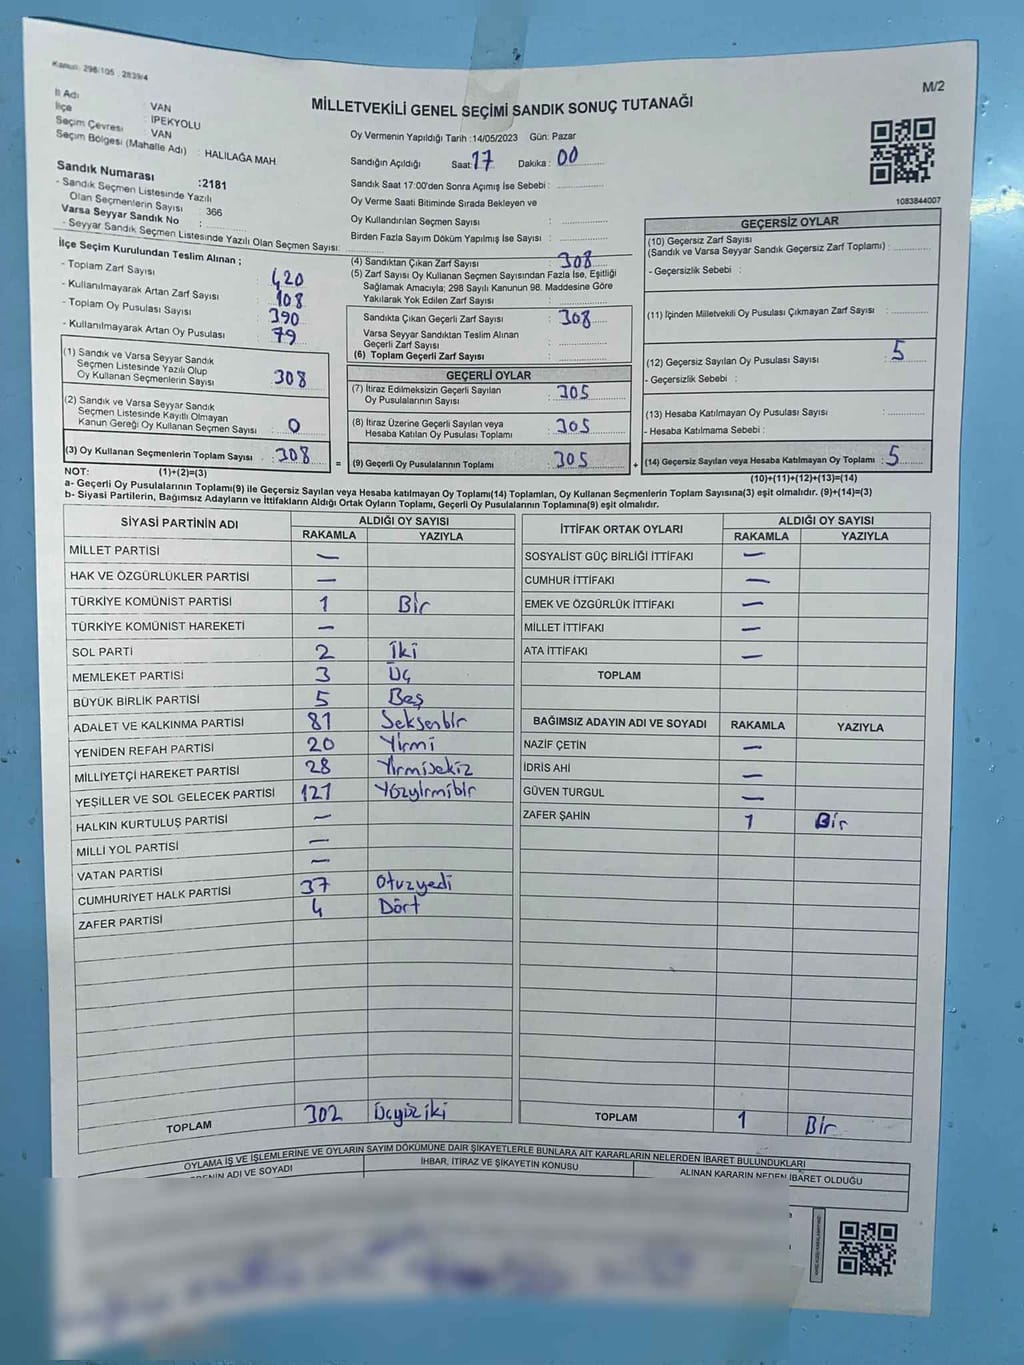 Kanun: 298/105 . 2839/4
M/2
MİLLETVEKİLİ GENEL SEÇİMİ SANDIK SONUÇ TUTANAĞI
İl Adı : VAN
İlçe : İPEKYOLU
Seçim Çevresi : VAN
Seçim Bölgesi (Mahalle Adı) : HALİLAĞA MAH
Sandık Numarası :2181
- Sandık Seçmen Listesinde Yazılı
Olan Seçmenlerin Sayısı : 366
Varsa Seyyar Sandık No :
- Seyyar Sandık Seçmen Listesinde Yazılı Olan Seçmen Sayısı:
Oy Vermenin Yapıldığı Tarih :14/05/2023 Gün: Pazar
Sandığın Açıldığı Saat: 17 Dakika : 00
Sandık Saat 17:00'den Sonra Açımış İse Sebebi :
Oy Verme Saati Bitiminde Sırada Bekleyen ve
Oy Kullandırılan Seçmen Sayısı :
Birden Fazla Sayım Döküm Yapılmış İse Sayısı :
1083844007
İlçe Seçim Kurulundan Teslim Alınan ;
- Toplam Zarf Sayısı : 420
- Kullanılmayarak Artan Zarf Sayısı : 108
- Toplam Oy Pusulası Sayısı : 390
- Kullanılmayarak Artan Oy Pusulası : 79
(1) Sandık ve Varsa Seyyar Sandık
Seçmen Listesinde Yazılı Olup
Oy Kullanan Seçmenlerin Sayısı : 308
(2) Sandık ve Varsa Seyyar Sandık
Seçmen Listesinde Kayıtlı Olmayan
Kanun Gereği Oy Kullanan Seçmen Sayısı : 0
(3) Oy Kullanan Seçmenlerin Toplam Sayısı : 308
(4) Sandıktan Çıkan Zarf Sayısı : 308
(5) Zarf Sayısı Oy Kullanan Seçmen Sayısından Fazla İse, Eşitliği
Sağlamak Amacıyla; 298 Sayılı Kanunun 98. Maddesine Göre
Yakılarak Yok Edilen Zarf Sayısı :
Sandıkta Çıkan Geçerli Zarf Sayısı : 308
Varsa Seyyar Sandıktan Teslim Alınan
Geçerli Zarf Sayısı :
(6) Toplam Geçerli Zarf Sayısı :
GEÇERLİ OYLAR
(7) İtiraz Edilmeksizin Geçerli Sayılan
Oy Pusulalarının Sayısı : 305
(8) İtiraz Üzerine Geçerli Sayılan veya
Hesaba Katılan Oy Pusulası Toplamı : 305
= (9) Geçerli Oy Pusulalarının Toplamı : 305
GEÇERSİZ OYLAR
(10) Geçersiz Zarf Sayısı
(Sandık ve Varsa Seyyar Sandık Geçersiz Zarf Toplamı) :
- Geçersizlik Sebebi :
(11) İçinden Milletvekili Oy Pusulası Çıkmayan Zarf Sayısı :
(12) Geçersiz Sayılan Oy Pusulası Sayısı : 5
- Geçersizlik Sebebi :
(13) Hesaba Katılmayan Oy Pusulası Sayısı :
- Hesaba Katılmama Sebebi :
+ (14) Geçersiz Sayılan veya Hesaba Katılmayan Oy Toplamı : 5
NOT: (1)+(2)=(3)
(10)+(11)+(12)+(13)=(14)
a- Geçerli Oy Pusulalarının Toplamı(9) ile Geçersiz Sayılan veya Hesaba katılmayan Oy Toplamı(14) Toplamları, Oy Kullanan Seçmenlerin Toplam Sayısına(3) eşit olmalıdır. (9)+(14)=(3)
b- Siyasi Partilerin, Bağımsız Adayların ve İttifakların Aldığı Ortak Oyların Toplamı, Geçerli Oy Pusulalarının Toplamına(9) eşit olmalıdır.
SİYASİ PARTİNİN ADI ALDIĞI OY SAYISI
RAKAMLA YAZIYLA
MİLLET PARTİSİ —
HAK VE ÖZGÜRLÜKLER PARTİSİ —
TÜRKİYE KOMÜNİST PARTİSİ 1 Bir
TÜRKİYE KOMÜNİST HAREKETİ —
SOL PARTİ 2 İki
MEMLEKET PARTİSİ 3 Üç
BÜYÜK BİRLİK PARTİSİ 5 Beş
ADALET VE KALKINMA PARTİSİ 81 Seksenbir
YENİDEN REFAH PARTİSİ 20 Yirmi
MİLLİYETÇİ HAREKET PARTİSİ 28 Yirmisekiz
YEŞİLLER VE SOL GELECEK PARTİSİ 121 Yüzyirmibir
HALKIN KURTULUŞ PARTİSİ —
MİLLİ YOL PARTİSİ —
VATAN PARTİSİ —
CUMHURİYET HALK PARTİSİ 37 Otuzyedi
ZAFER PARTİSİ 4 Dört
TOPLAM 302 Üçyüziki
İTTİFAK ORTAK OYLARI ALDIĞI OY SAYISI
RAKAMLA YAZIYLA
SOSYALİST GÜÇ BİRLİĞİ İTTİFAKI —
CUMHUR İTTİFAKI —
EMEK VE ÖZGÜRLÜK İTTİFAKI —
MİLLET İTTİFAKI —
ATA İTTİFAKI —
TOPLAM
BAĞIMSIZ ADAYIN ADI VE SOYADI RAKAMLA YAZIYLA
NAZİF ÇETİN —
İDRİS AHİ —
GÜVEN TURGUL —
ZAFER ŞAHİN 1 Bir
TOPLAM 1 Bir
OYLAMA İŞ VE İŞLEMLERİNE VE OYLARIN SAYIM DÖKÜMÜNE DAİR ŞİKAYETLERLE BUNLARA AİT KARARLARIN NELERDEN İBARET BULUNDUKLARI
ADI VE SOYADI İHBAR, İTİRAZ VE ŞİKAYETİN KONUSU ALINAN KARARIN NEDEN İBARET OLDUĞU